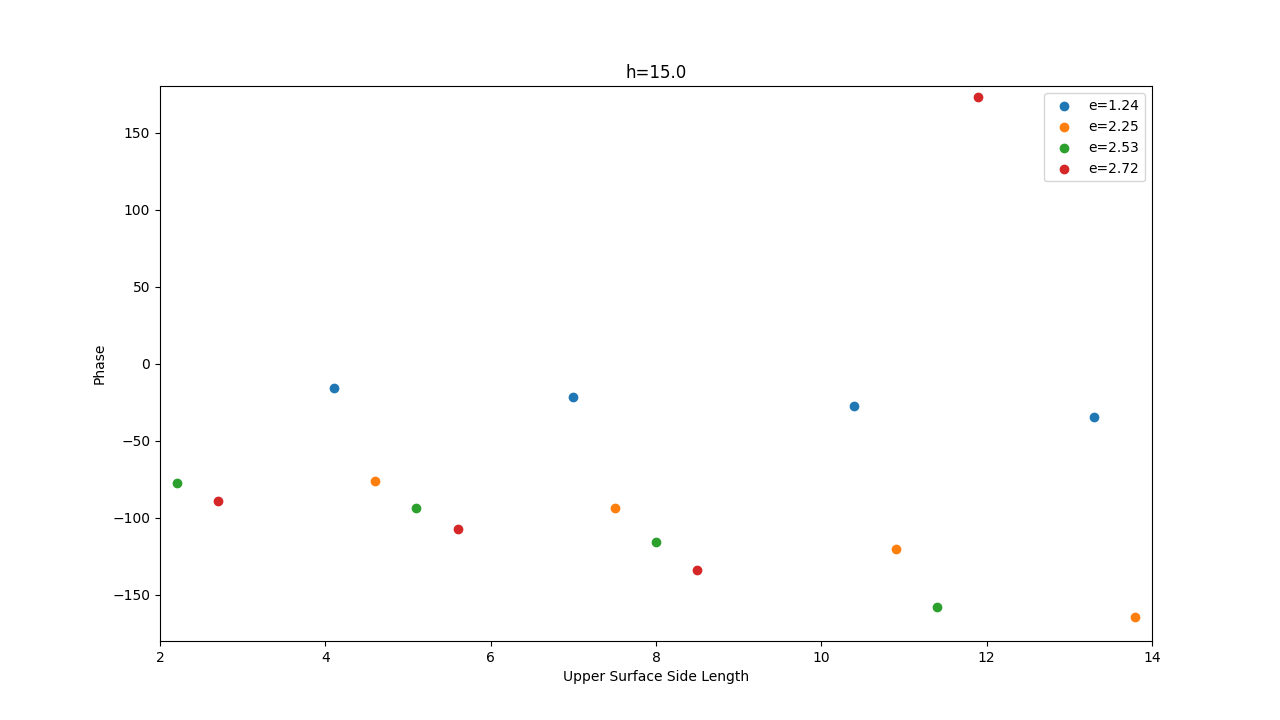 h=15.0
e=1.24
e=2.25
e=2.53
e=2.72
150
100
50
0
−50
−100
−150
Phase
2 4 6 8 10 12 14
Upper Surface Side Length